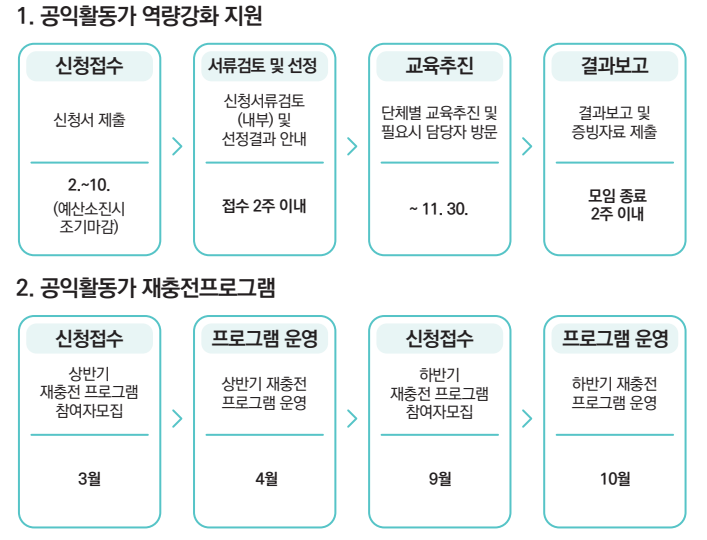 1. 공익활동가 역량강화 지원
신청접수
신청서 제출
2.~10.
(예산소진시
조기마감)
서류검토 및 선정
신청서류검토
(내부) 및
선정결과 안내
접수 2주 이내
교육추진
단체별 교육추진 및
필요시 담당자 방문
~ 11. 30.
결과보고
결과보고 및
증빙자료 제출
모임 종료
2주 이내
2. 공익활동가 재충전프로그램
신청접수
상반기
재충전 프로그램
참여자모집
3월
프로그램 운영
상반기 재충전
프로그램 운영
4월
신청접수
하반기
재충전 프로그램
참여자모집
9월
프로그램 운영
하반기 재충전
프로그램 운영
10월